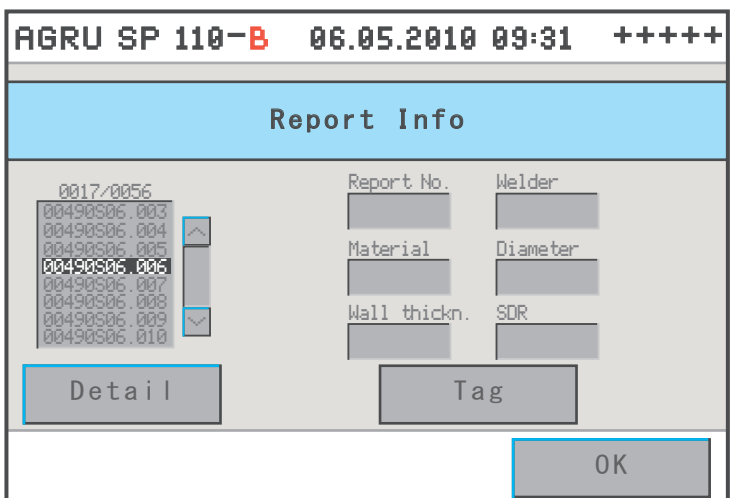 AGRU SP 110-B 06.05.2010 09:31 +++++
Report Info
0017/0056
00490S06.003
00490S06.004
00490S06.005
00490S06.006
00490S06.007
00490S06.008
00490S06.009
00490S06.010
Report No. Welder
Material Diameter
Wall thickn. SDR
Detail Tag
OK